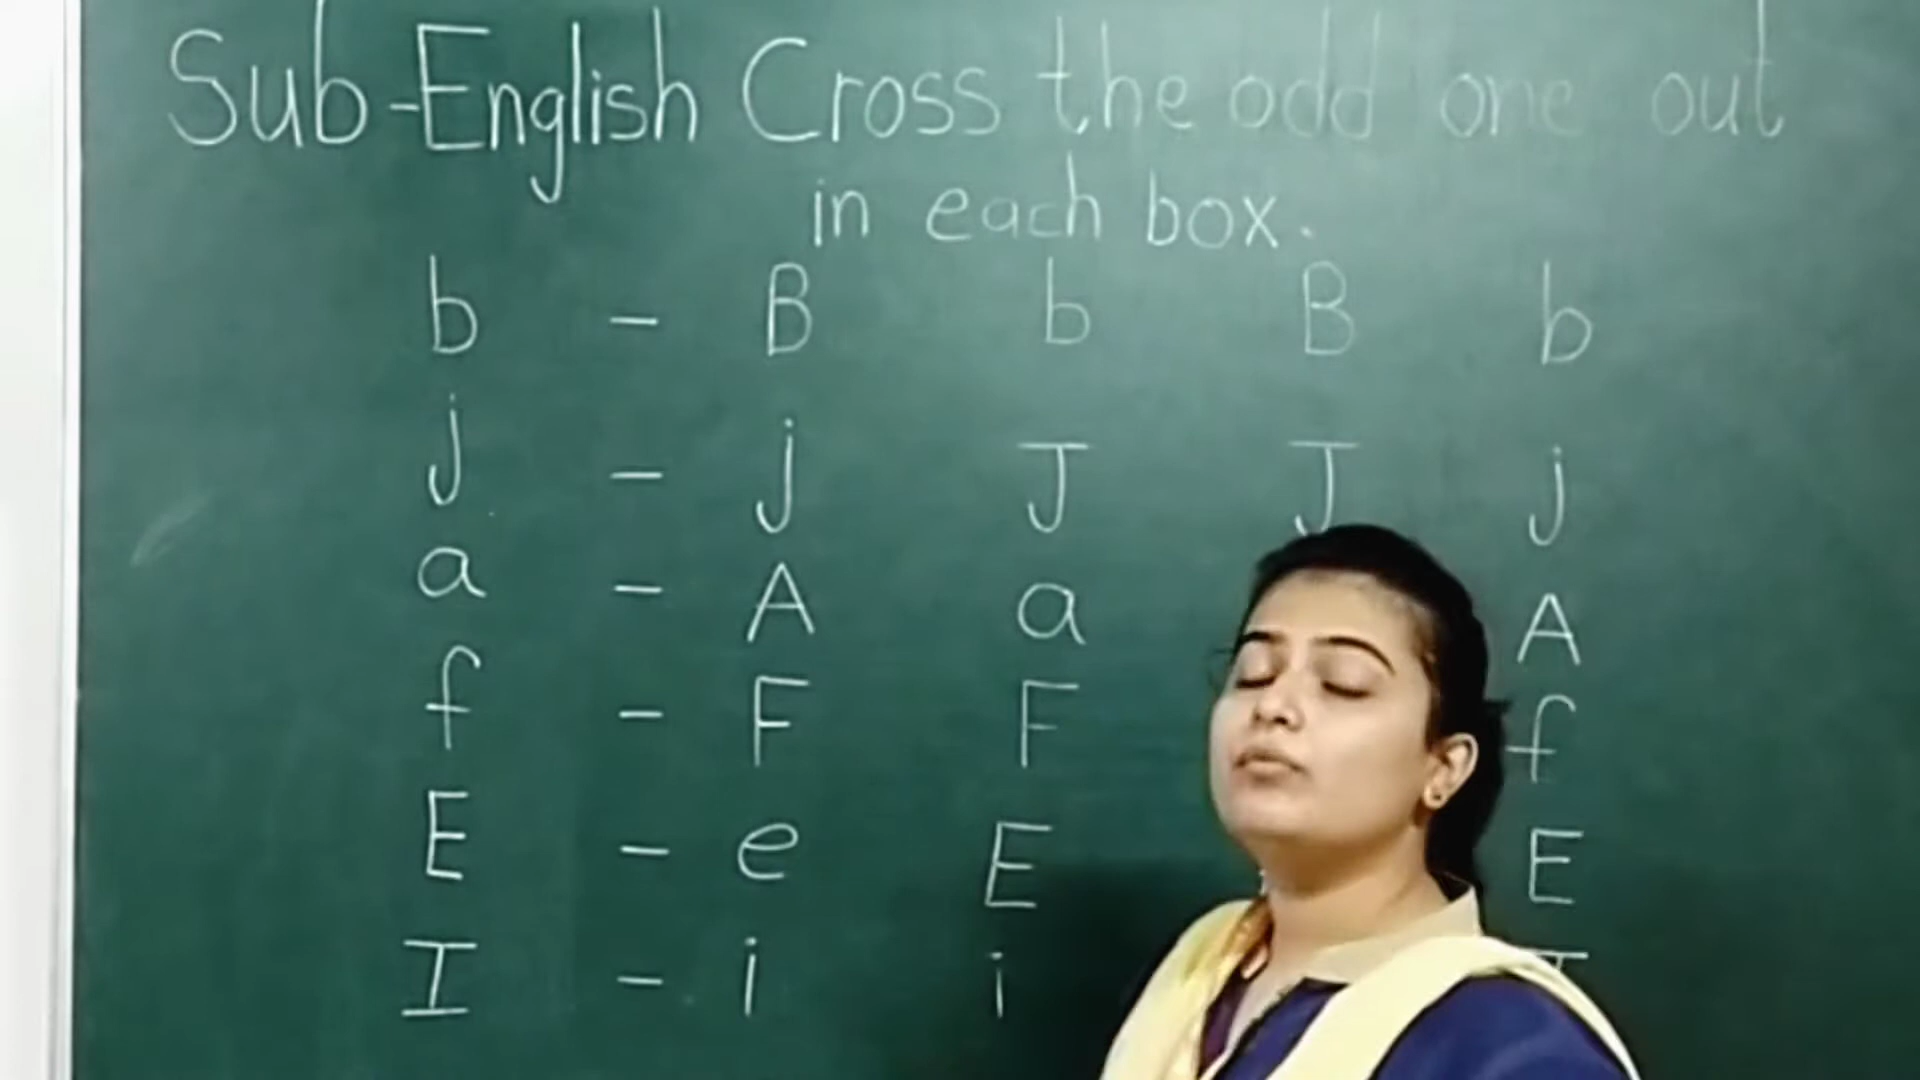 Sub-English Cross the odd one out
in each box.
b - B b B b
j - j J J j
a - A a A
f - F F f
E - e E E
I - i i